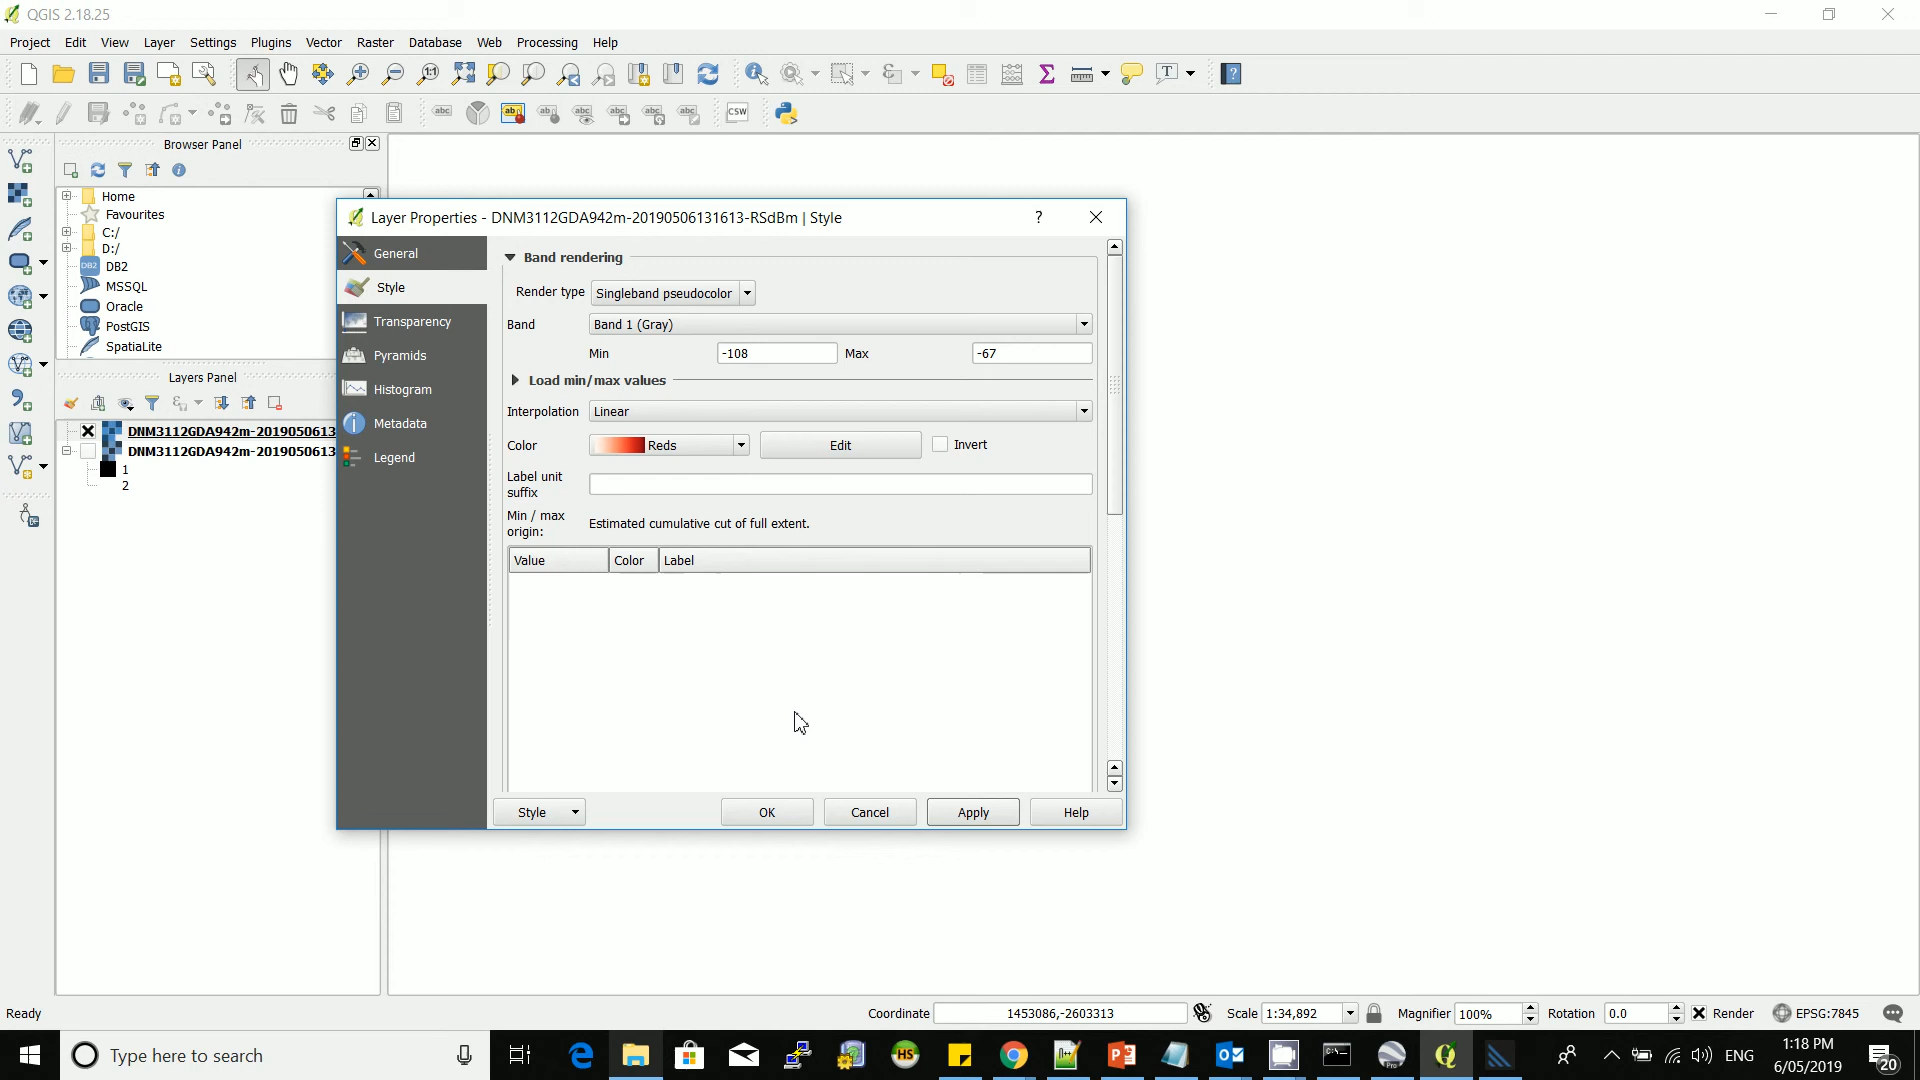 QGIS 2.18.25
Project Edit View Layer Settings Plugins Vector Raster Database Web Processing Help
Browser Panel
Home
Favourites
C:/
D:/
DB2
MSSQL
Oracle
PostGIS
SpatiaLite
Layers Panel
DNM3112GDA942m-2019050613
DNM3112GDA942m-2019050613
1
2
Layer Properties - DNM3112GDA942m-20190506131613-RSdBm | Style
General
Style
Transparency
Pyramids
Histogram
Metadata
Legend
Band rendering
Render type Singleband pseudocolor
Band Band 1 (Gray)
Min -108 Max -67
Load min/max values
Interpolation Linear
Color Reds Edit Invert
Label unit
suffix
Min / max
origin: Estimated cumulative cut of full extent.
Value Color Label
Style OK Cancel Apply Help
Ready Coordinate 1453086,-2603313 Scale 1:34,892 Magnifier 100% Rotation 0.0 Render EPSG:7845
Type here to search
ENG
1:18 PM
6/05/2019
20